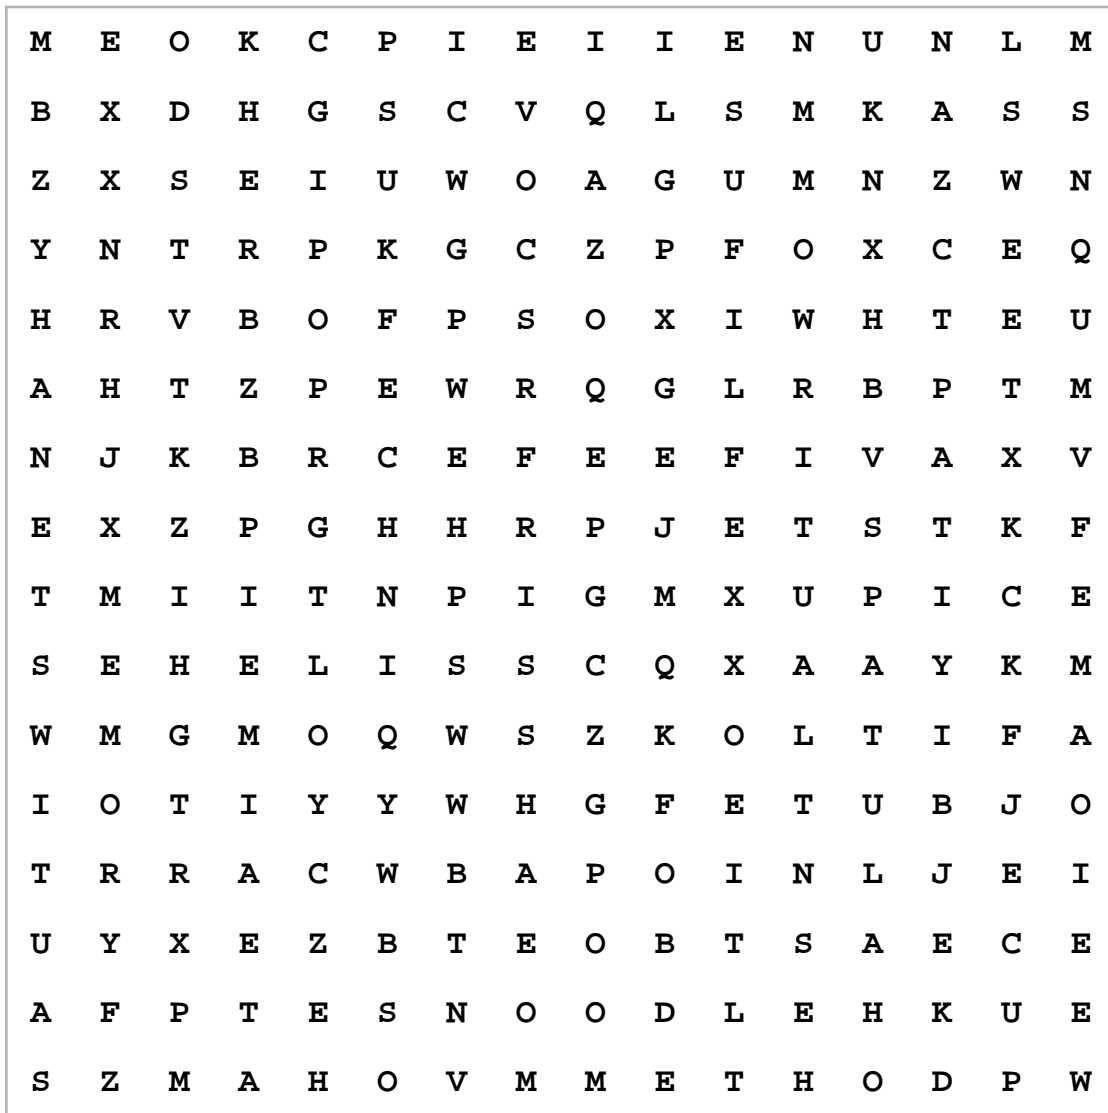 M E O K C P I E I I E N U N L M
B X D H G S C V Q L S M K A S S
Z X S E I U W O A G U M N Z W N
Y N T R P K G C Z P F O X C E Q
H R V B O F P S O X I W H T E U
A H T Z P E W R Q G L R B P T M
N J K B R C E F E E F I V A X V
E X Z P G H H R P J E T S T K F
T M I I T N P I G M X U P I C E
S E H E L I S S C Q X A A Y K M
W M G M O Q W S Z K O L T I F A
I O T I Y Y W H G F E T U B J O
T R R A C W B A P O I N L J E I
U Y X E Z B T E O B T S A E C E
A F P T E S N O O D L E H K U E
S Z M A H O V M M E T H O D P W